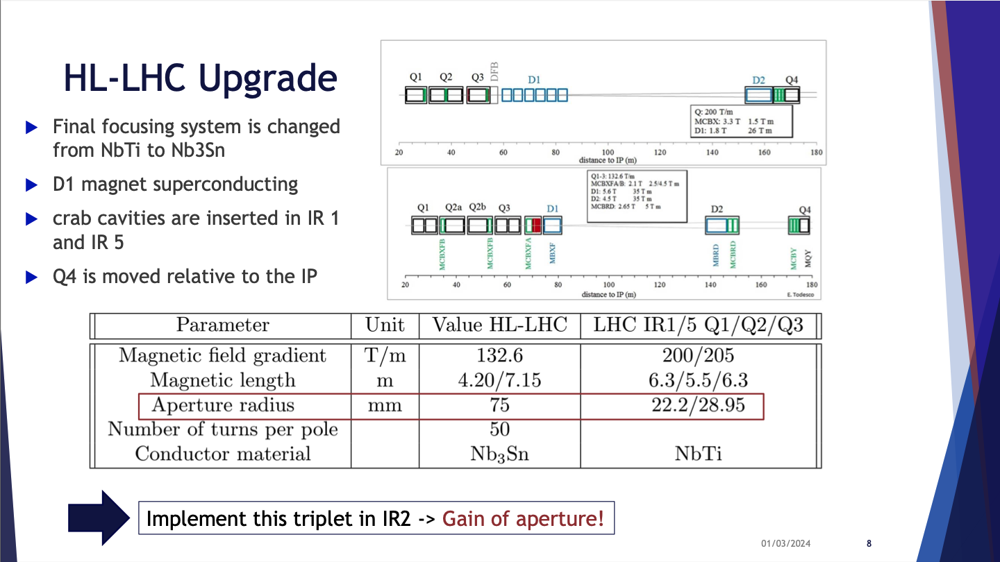 HL-LHC Upgrade
Final focusing system is changed
from NbTi to Nb3Sn
D1 magnet superconducting
crab cavities are inserted in IR 1
and IR 5
Q4 is moved relative to the IP
Q1 Q2 Q3 DFB D1 D2 Q4
Q: 200 T/m
MCBX: 3.3 T 1.5 T m
D1: 1.8 T 26 T m
20 40 60 80 100 120 140 160 180
distance to IP (m)
Q1-3: 132.6 T/m
MCBXFA/B: 2.1 T 2.5/4.5 T m
D1: 5.6 T 35 T m
D2: 4.5 T 35 T m
MCBRD: 2.65 T 5 T m
Q1 Q2a Q2b Q3 D1 D2 Q4
MCBXFB MCBXFB MCBXFA MBXF MBRD MCBRD MCBY MQY
20 40 60 80 100 120 140 160 180
distance to IP (m)
E. Todesco
Parameter Unit Value HL-LHC LHC IR1/5 Q1/Q2/Q3
Magnetic field gradient T/m 132.6 200/205
Magnetic length m 4.20/7.15 6.3/5.5/6.3
Aperture radius mm 75 22.2/28.95
Number of turns per pole 50
Conductor material Nb₃Sn NbTi
Implement this triplet in IR2 -> Gain of aperture!
01/03/2024 8